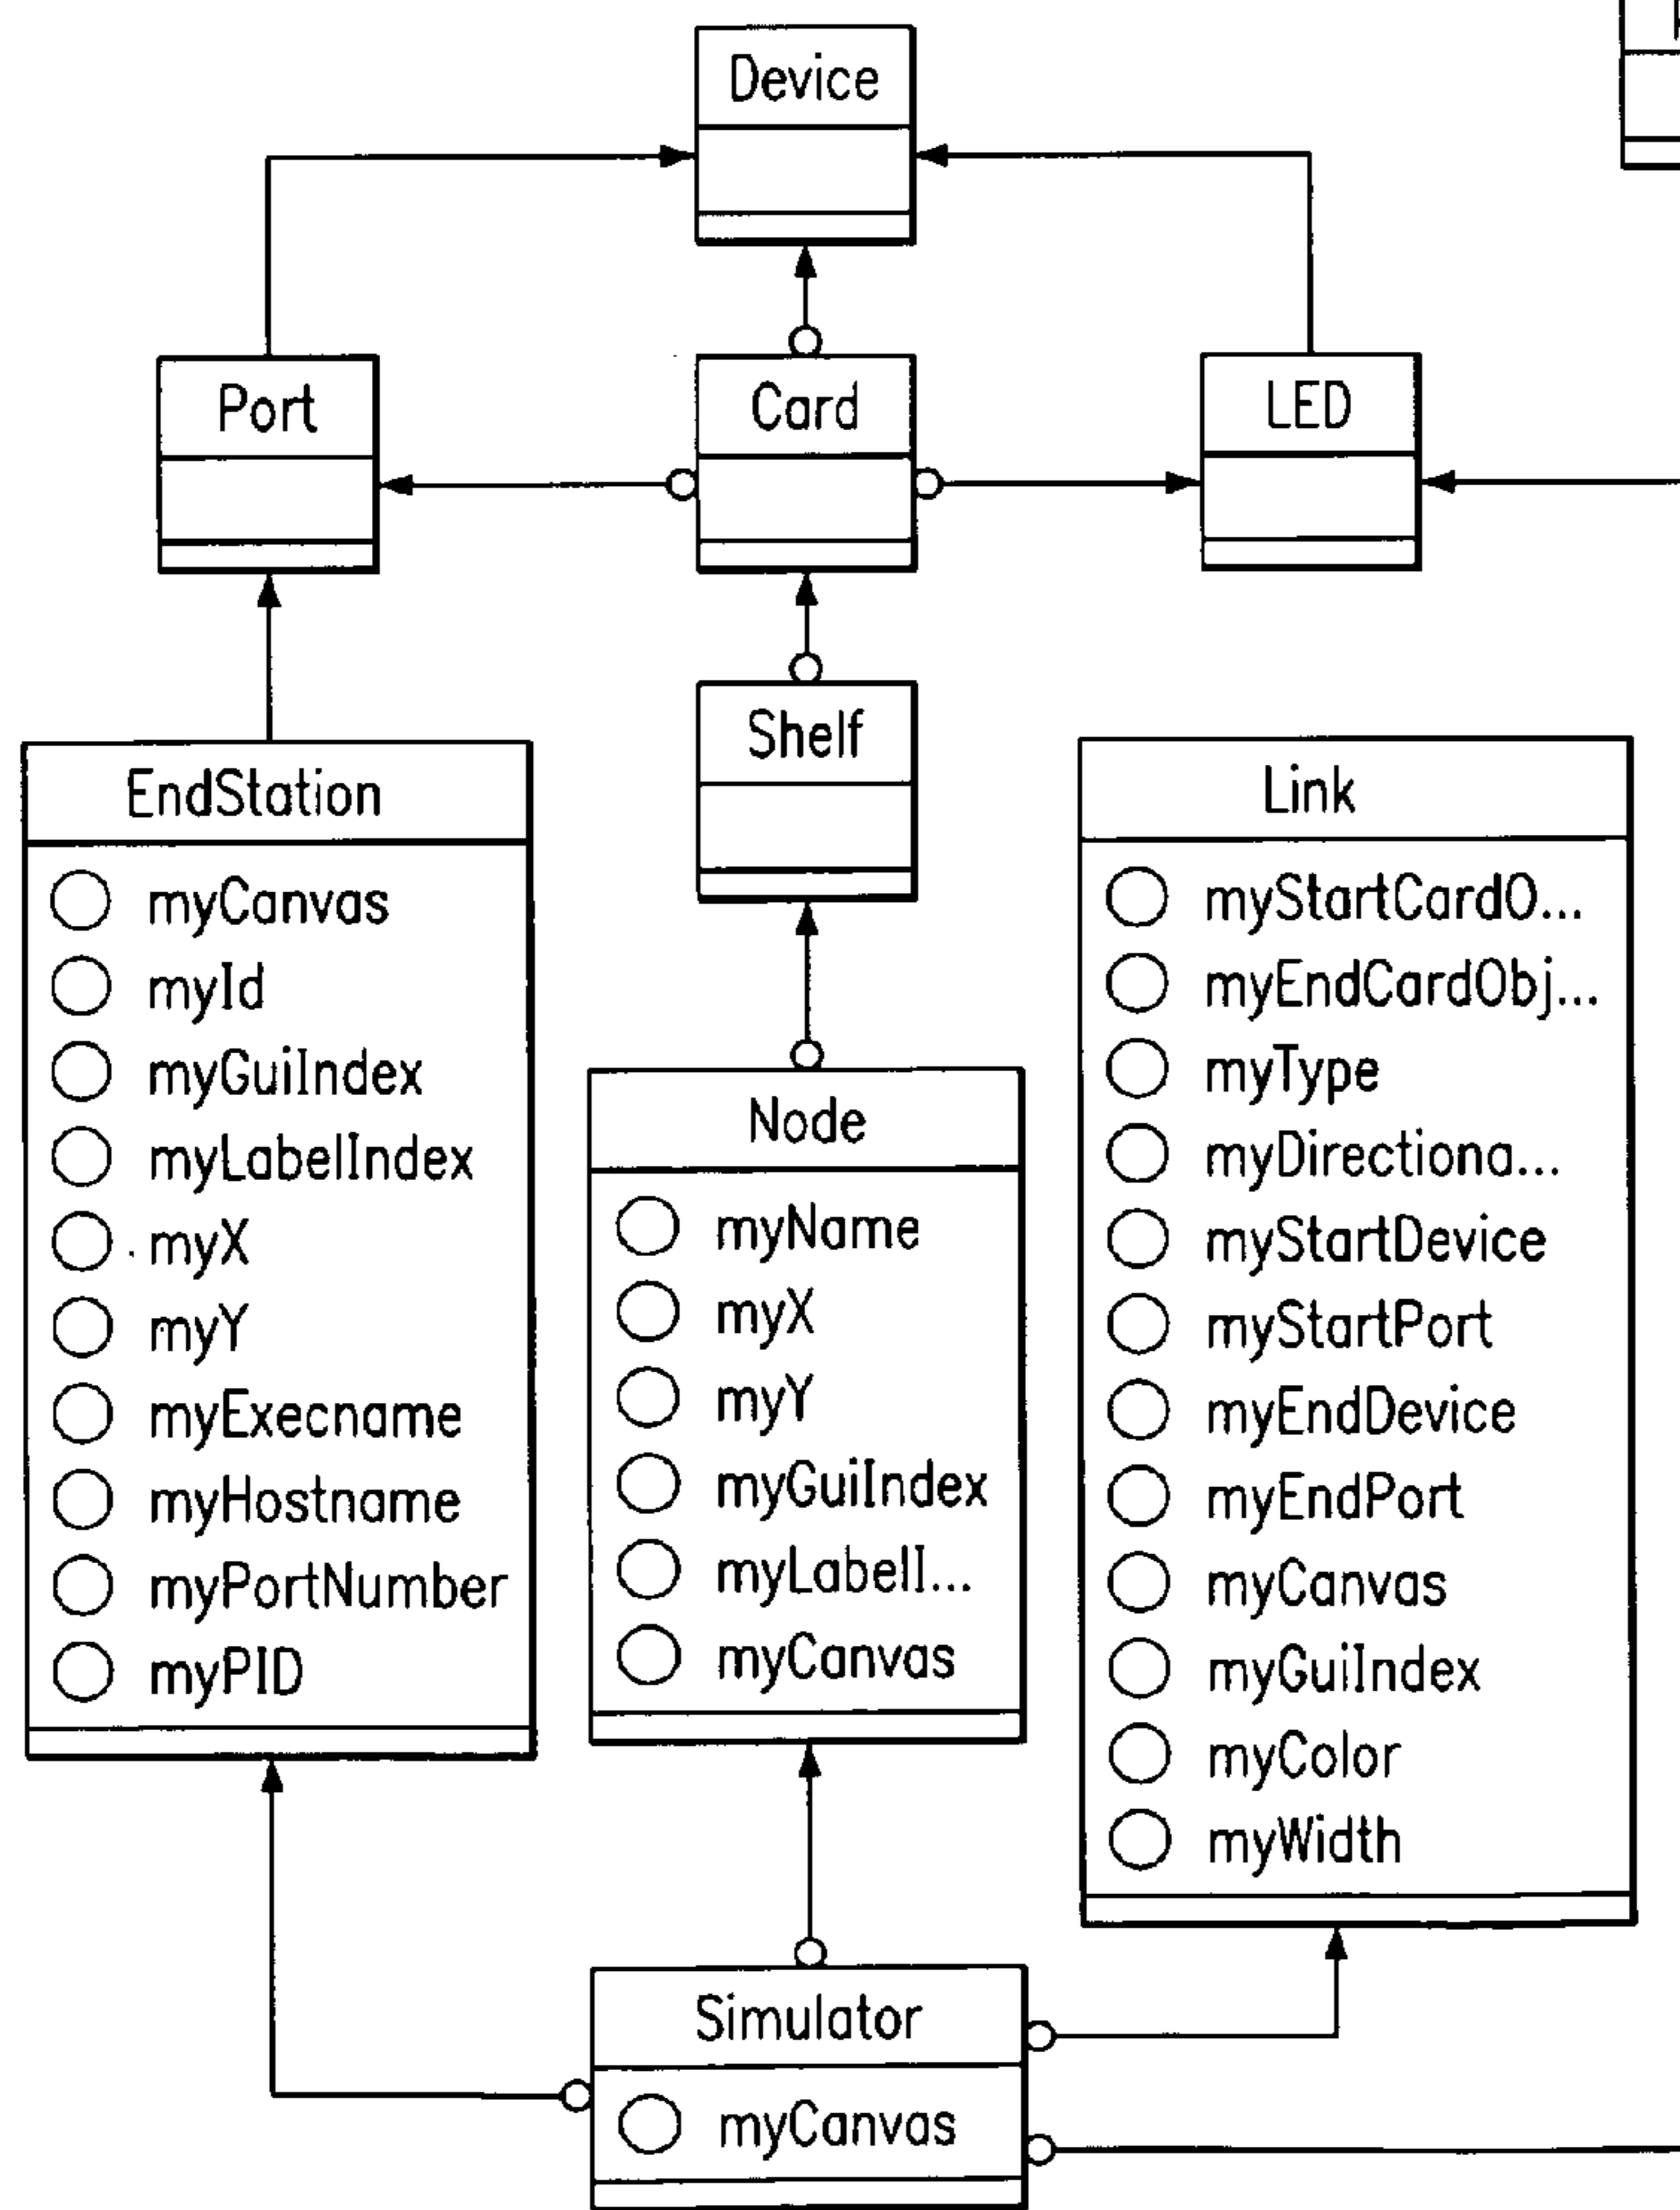 Device
Port
Card
LED
Shelf
EndStation
myCanvas
myId
myGuiIndex
myLabelIndex
myX
myY
myExecname
myHostname
myPortNumber
myPID
Node
myName
myX
myY
myGuiIndex
myLabelI...
myCanvas
Link
myStartCardO...
myEndCardObj...
myType
myDirectiona...
myStartDevice
myStartPort
myEndDevice
myEndPort
myCanvas
myGuiIndex
myColor
myWidth
Simulator
myCanvas